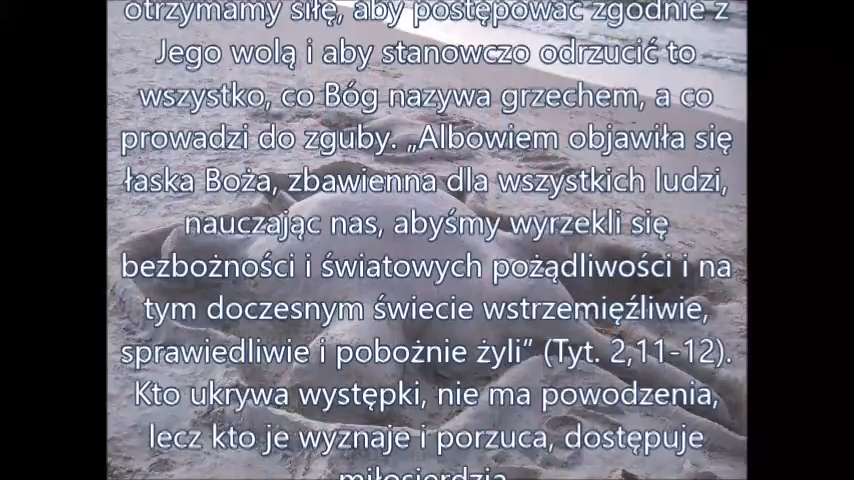 otrzymamy siłę, aby postępować zgodnie z
Jego wolą i aby stanowczo odrzucić to
wszystko, co Bóg nazywa grzechem, a co
prowadzi do zguby. „Albowiem objawiła się
łaska Boża, zbawienna dla wszystkich ludzi,
nauczając nas, abyśmy wyrzekli się
bezbożności i światowych pożądliwości i na
tym doczesnym świecie wstrzemięźliwie,
sprawiedliwie i pobożnie żyli” (Tyt. 2,11-12).
Kto ukrywa występki, nie ma powodzenia,
lecz kto je wyznaje i porzuca, dostępuje
miłosierdzia